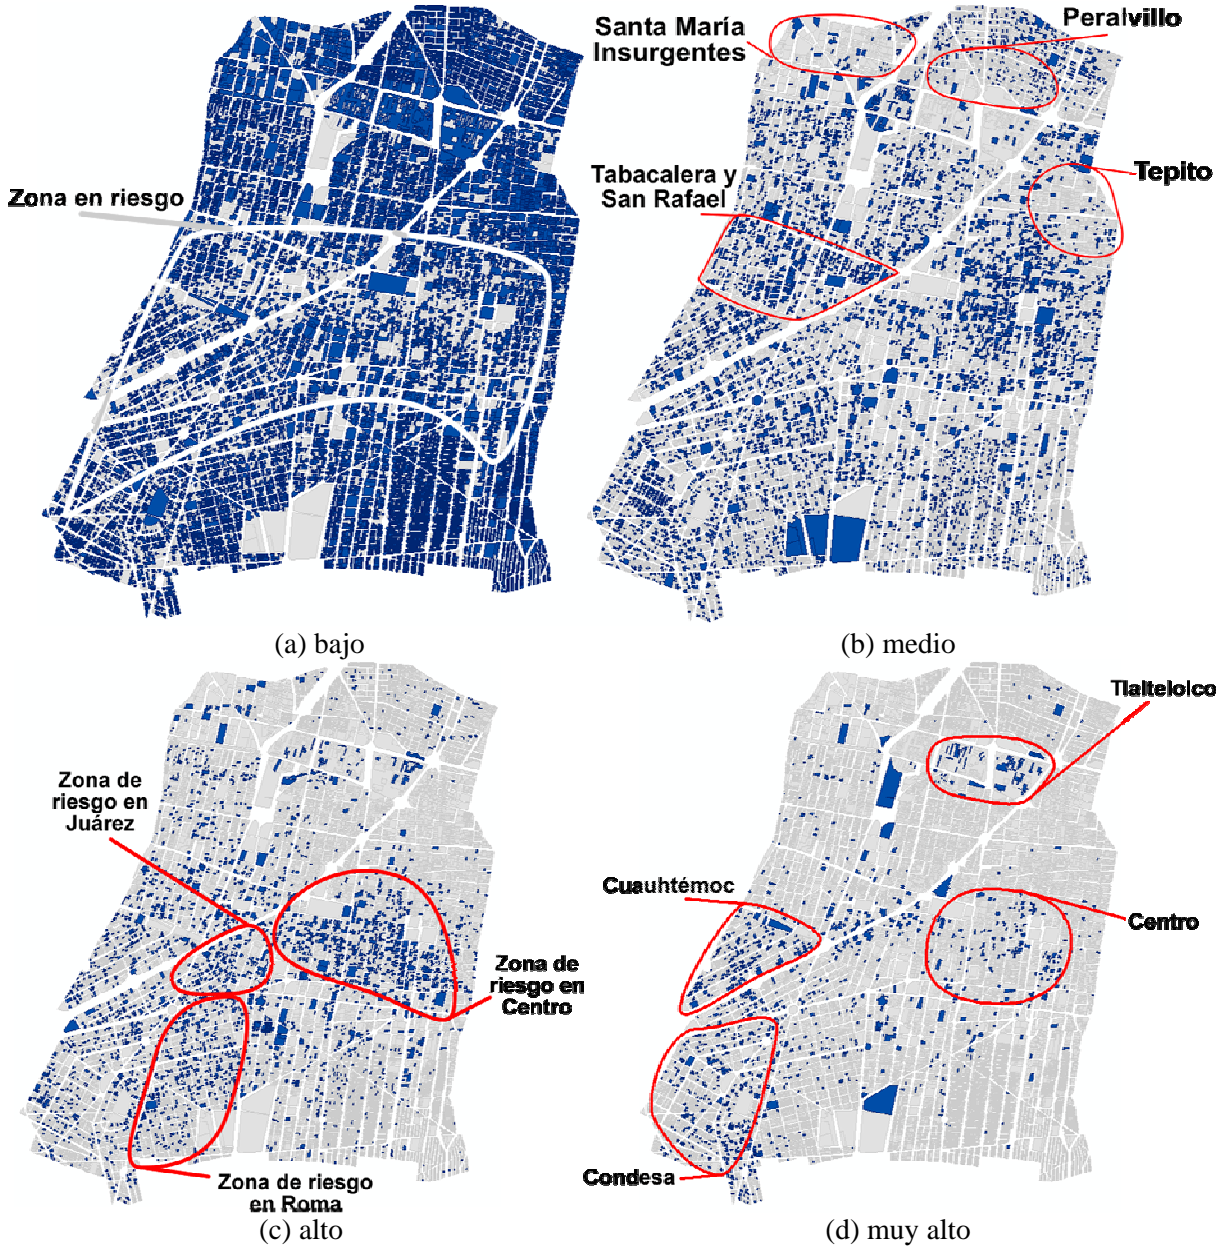 Santa María
Insurgentes
Peralvillo
Zona en riesgo
Tabacalera y
San Rafael
Tepito
(a) bajo
(b) medio
Zona de
riesgo en
Juárez
Zona de
riesgo en
Centro
Zona de riesgo
en Roma
Tlaltelolco
Cuauhtémoc
Centro
Condesa
(c) alto
(d) muy alto